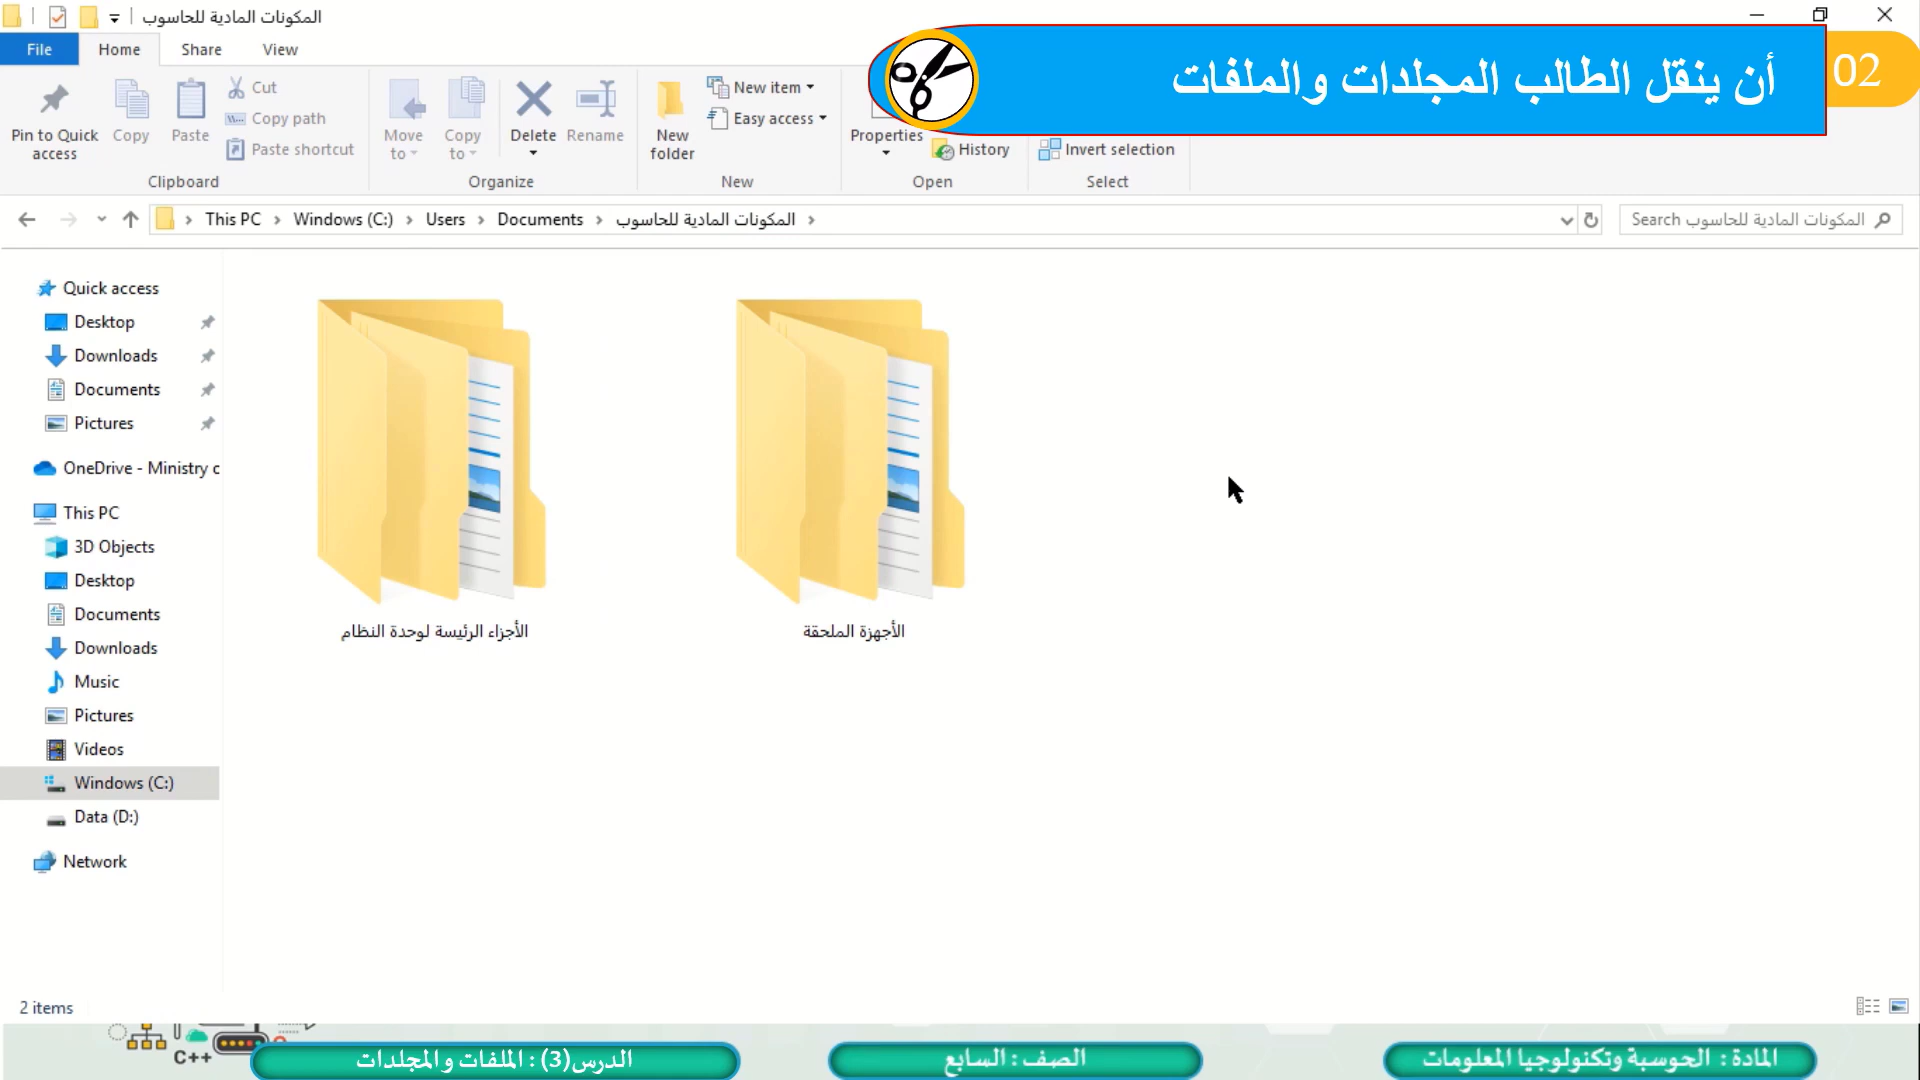 المكونات المادية للحاسوب
02
أن ينقل الطالب المجلدات والملفات
File
Home
Share
View
Pin to Quick access
Copy
Paste
Cut
Copy path
Paste shortcut
Clipboard
Move to
Copy to
Delete
Rename
Organize
New folder
New item
Easy access
New
Properties
History
Open
Invert selection
Select
This PC
Windows (C:)
Users
Documents
المكونات المادية للحاسوب
Search المكونات المادية للحاسوب
Quick access
Desktop
Downloads
Documents
Pictures
OneDrive - Ministry
This PC
3D Objects
Desktop
Documents
Downloads
Music
Pictures
Videos
Windows (C:)
Data (D:)
Network
الأجزاء الرئيسة لوحدة النظام
الأجهزة الملحقة
2 items
C++
المادة : الحوسبة وتكنولوجيا المعلومات
الصف : السابع
الدرس(3) : الملفات و المجلدات